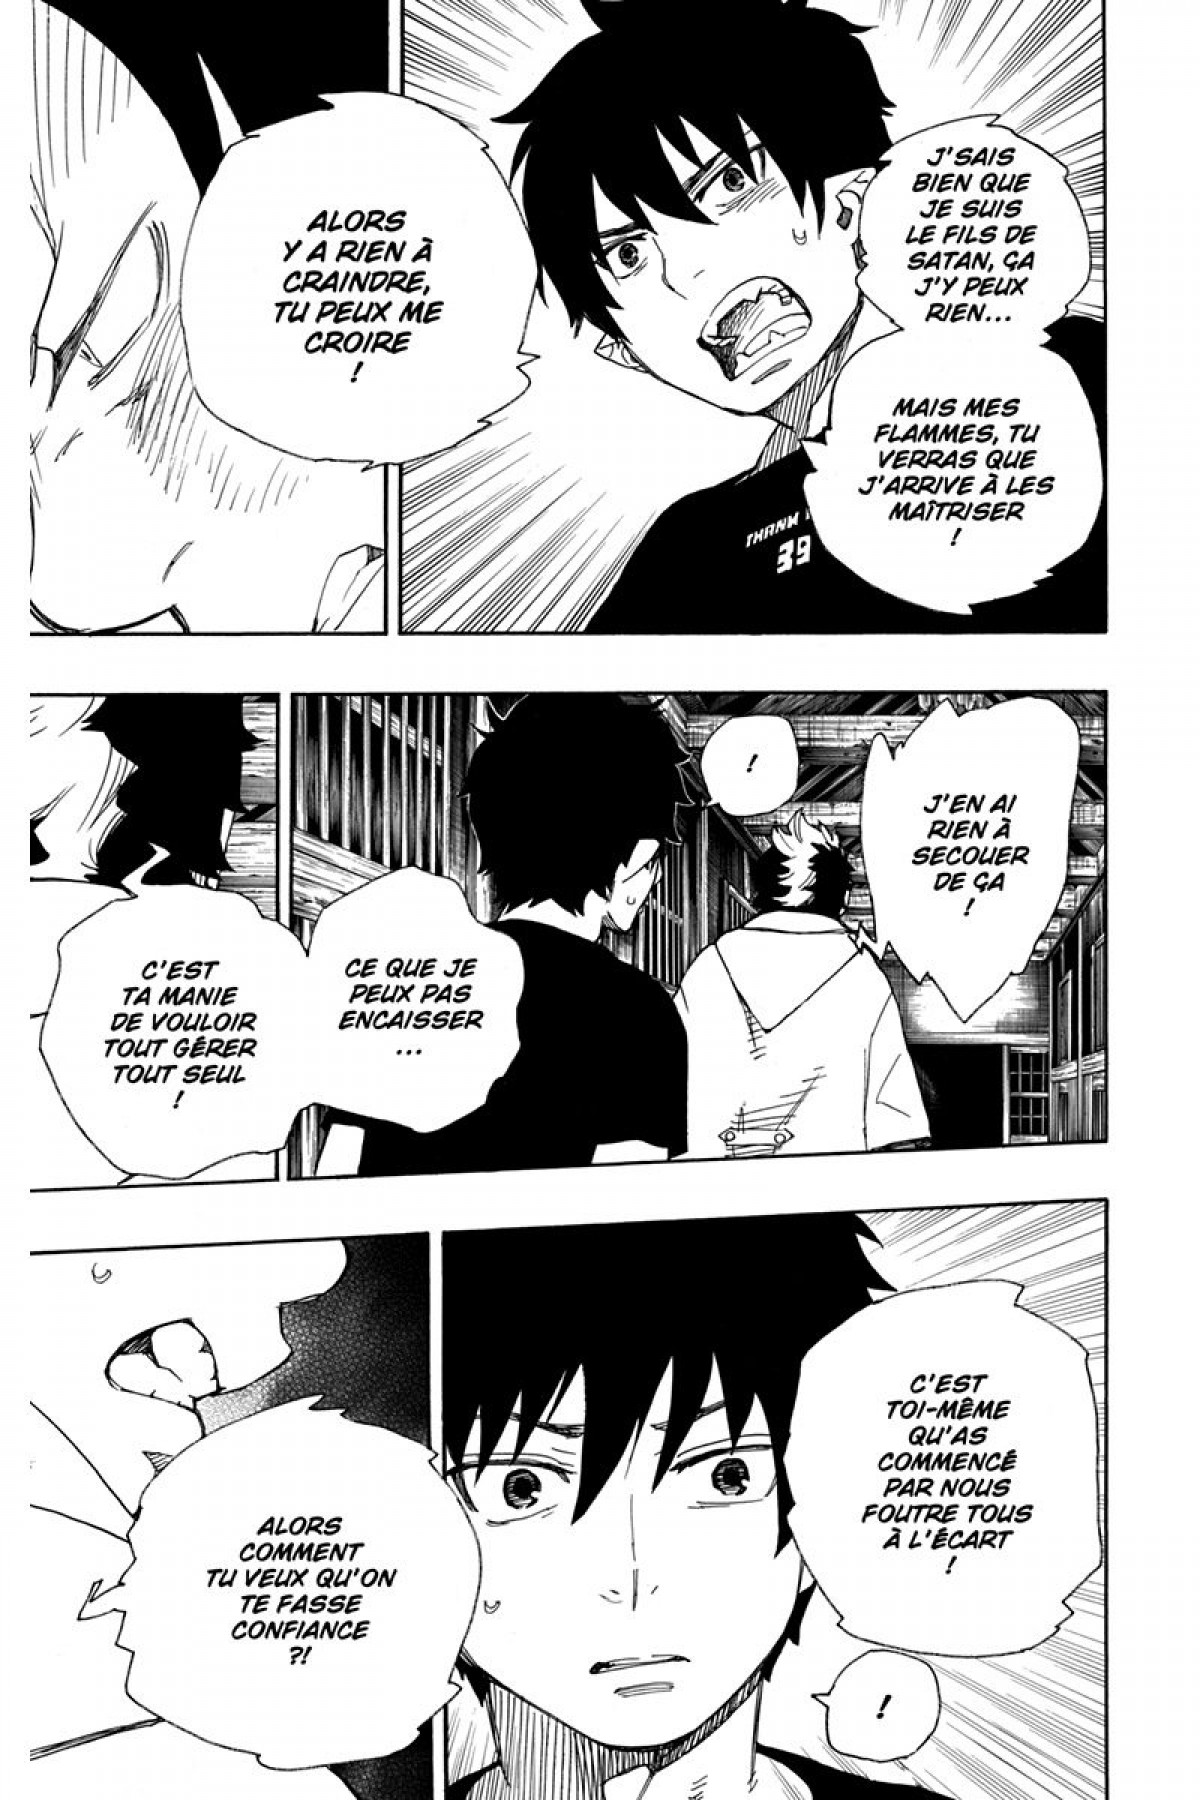 J'SAIS
BIEN QUE
JE SUIS
LE FILS DE
SATAN, ÇA
J'Y PEUX
RIEN...
MAIS MES
FLAMMES, TU
VERRAS QUE
J'ARRIVE À LES
MAÎTRISER
!
THANK
39
ALORS
Y A RIEN À
CRAINDRE,
TU PEUX ME
CROIRE
!
J'EN AI
RIEN À
SECOUER
DE ÇA
!
!
CE QUE JE
PEUX PAS
ENCAISSER
...
C'EST
TA MANIE
DE VOULOIR
TOUT GÉRER
TOUT SEUL
!
C'EST
TOI-MÊME
QU'AS
COMMENCÉ
PAR NOUS
FOUTRE TOUS
À L'ÉCART
!
!
ALORS
COMMENT
TU VEUX QU'ON
TE FASSE
CONFIANCE
?!